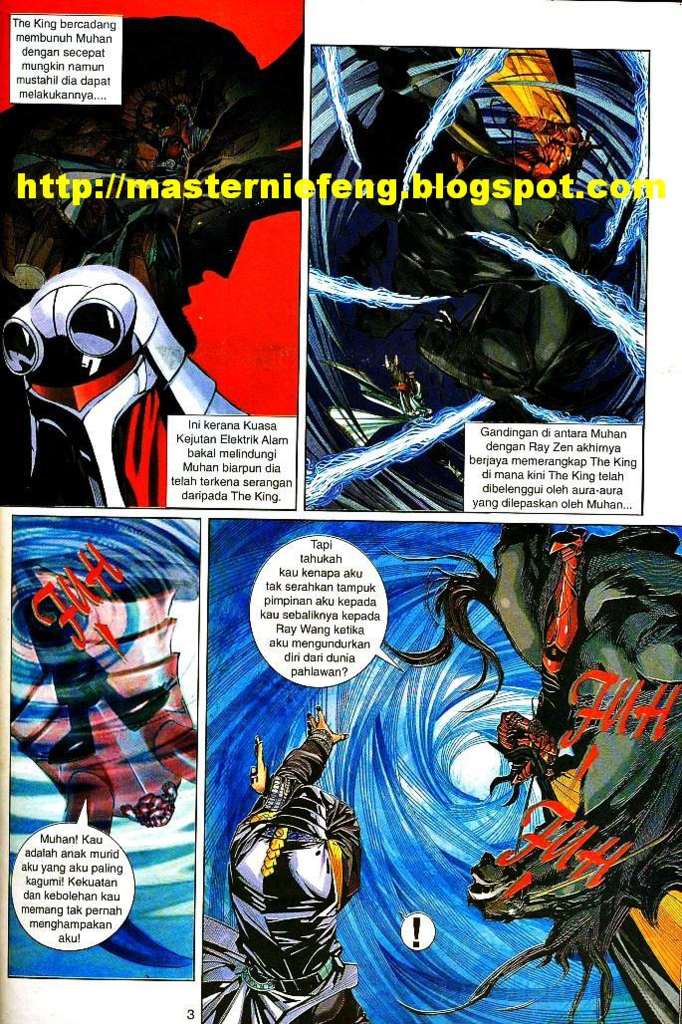 The King bercadang
membunuh Muhan
dengan secepat
mungkin namun
mustahil dia dapat
melakukannya....
http://masterniefeng.blogspot.com
Ini kerana Kuasa
Kejutan Elektrik Alam
bakal melindungi
Muhan biarpun dia
telah terkena serangan
daripada The King.
Gandingan di antara Muhan
dengan Ray Zen akhirnya
berjaya memerangkap The King
di mana kini The King telah
dibelenggui oleh aura-aura
yang dilepaskan oleh Muhan...
FUH!
Muhan! Kau
adalah anak murid
aku yang aku paling
kagumi! Kekuatan
dan kebolehan kau
memang tak pernah
menghampakan
aku!
Tapi
tahukah
kau kenapa aku
tak serahkan tampuk
pimpinan aku kepada
kau sebaliknya kepada
Ray Wang ketika
aku mengundurkan
diri dari dunia
pahlawan?
FUH!
FUH!
!
3